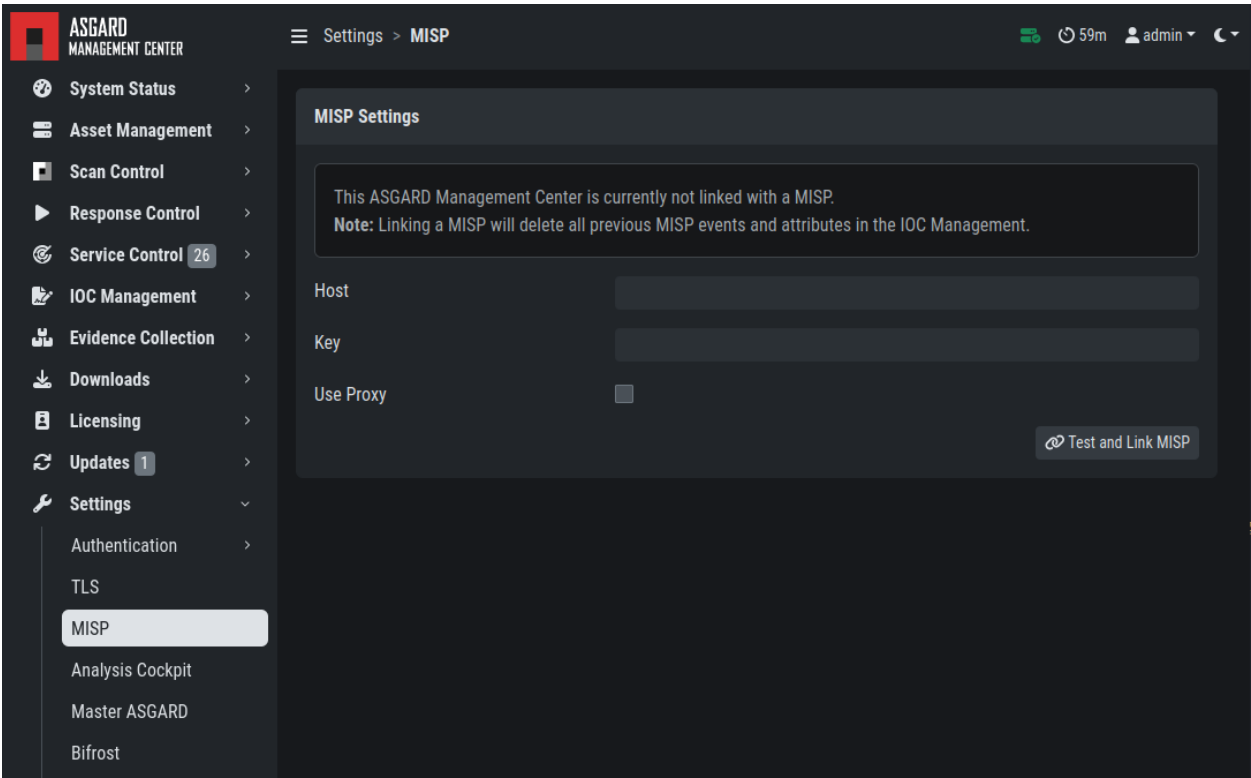 ASGARD
MANAGEMENT CENTER
Settings > MISP
59m
admin
System Status
Asset Management
Scan Control
Response Control
Service Control 26
IOC Management
Evidence Collection
Downloads
Licensing
Updates 1
Settings
Authentication
TLS
MISP
Analysis Cockpit
Master ASGARD
Bifrost
MISP Settings
This ASGARD Management Center is currently not linked with a MISP.
Note: Linking a MISP will delete all previous MISP events and attributes in the IOC Management.
Host
Key
Use Proxy
Test and Link MISP